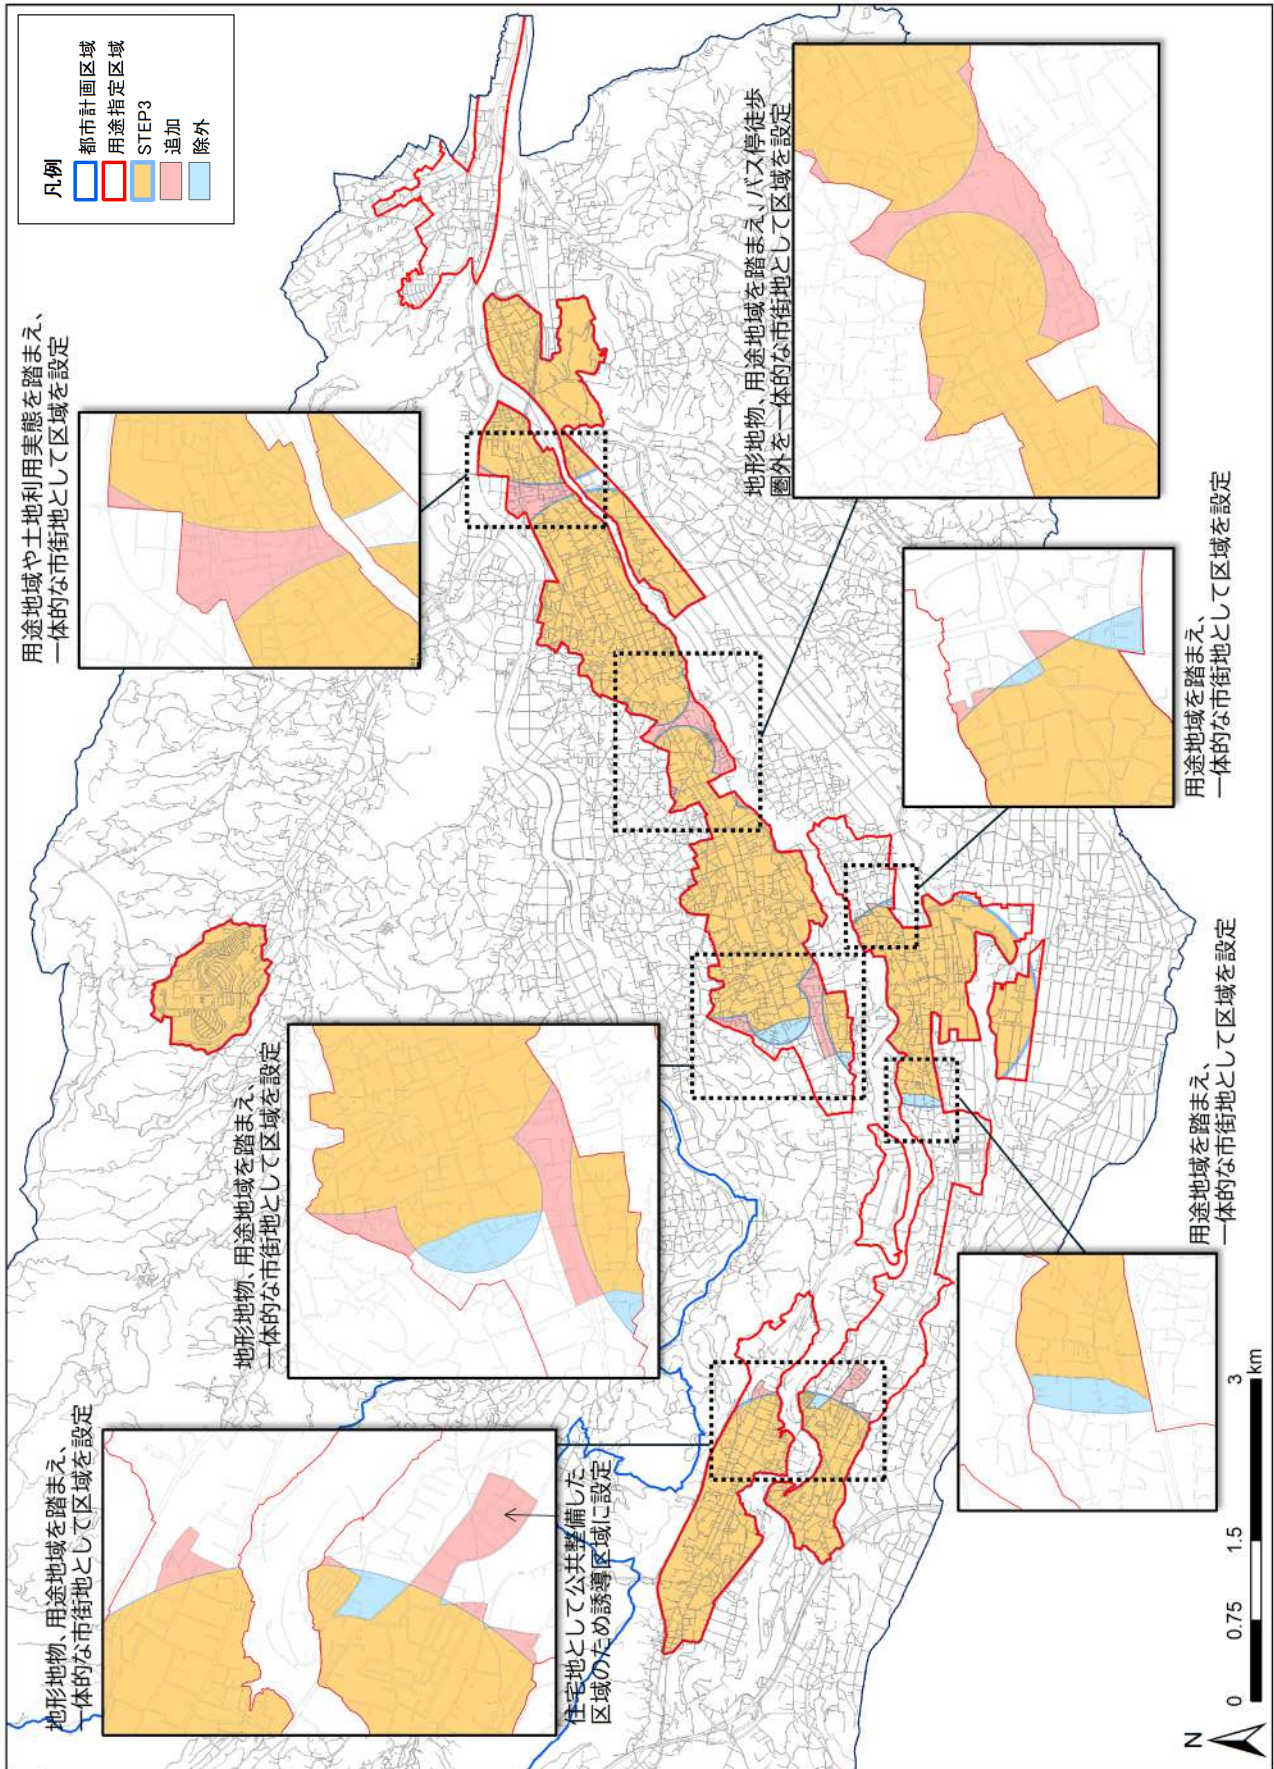 凡例
都市計画区域
用途指定区域
STEP3
追加
除外
地形地物、用途地域を踏まえ、
一体的な市街地として区域を設定
住宅地として公共整備した
区域のため誘導区域に設定
地形地物、用途地域を踏まえ、
一体的な市街地として区域を設定
用途地域や土地利用実態を踏まえ、
一体的な市街地として区域を設定
地形地物、用途地域を踏まえ、バス停徒歩
圏外を一体的な市街地として区域を設定
用途地域を踏まえ、
一体的な市街地として区域を設定
用途地域を踏まえ、
一体的な市街地として区域を設定
N
0 0.75 1.5 3
km